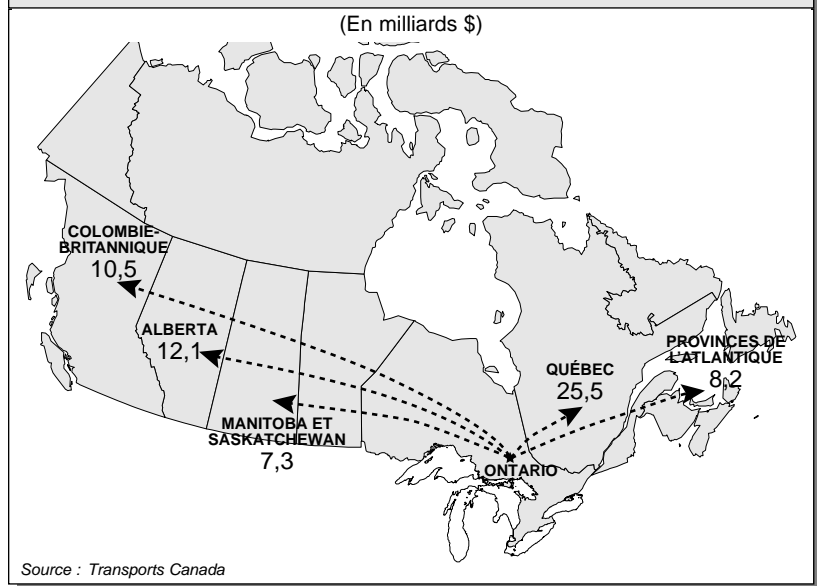 (En milliards $)
COLOMBIE-
BRITANNIQUE
10,5
ALBERTA
12,1
MANITOBA ET
SASKATCHEWAN
7,3
QUÉBEC
25,5
PROVINCES DE
L'ATLANTIQUE
8,2
ONTARIO
Source : Transports Canada